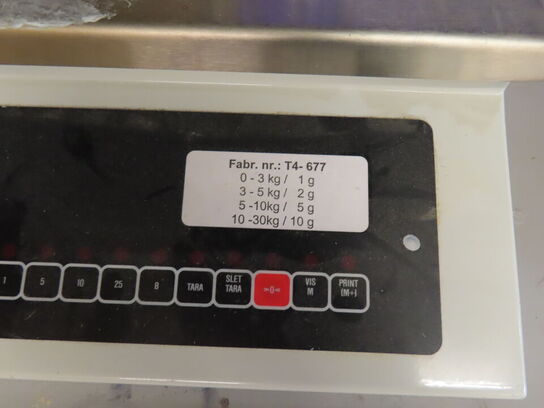 Fabr. nr.: T4- 677
0 - 3 kg / 1 g
3 - 5 kg / 2 g
5 -10kg / 5 g
10 -30kg / 10 g
1 5 10 25 8 TARA SLET TARA >0< VIS M PRINT (M+)